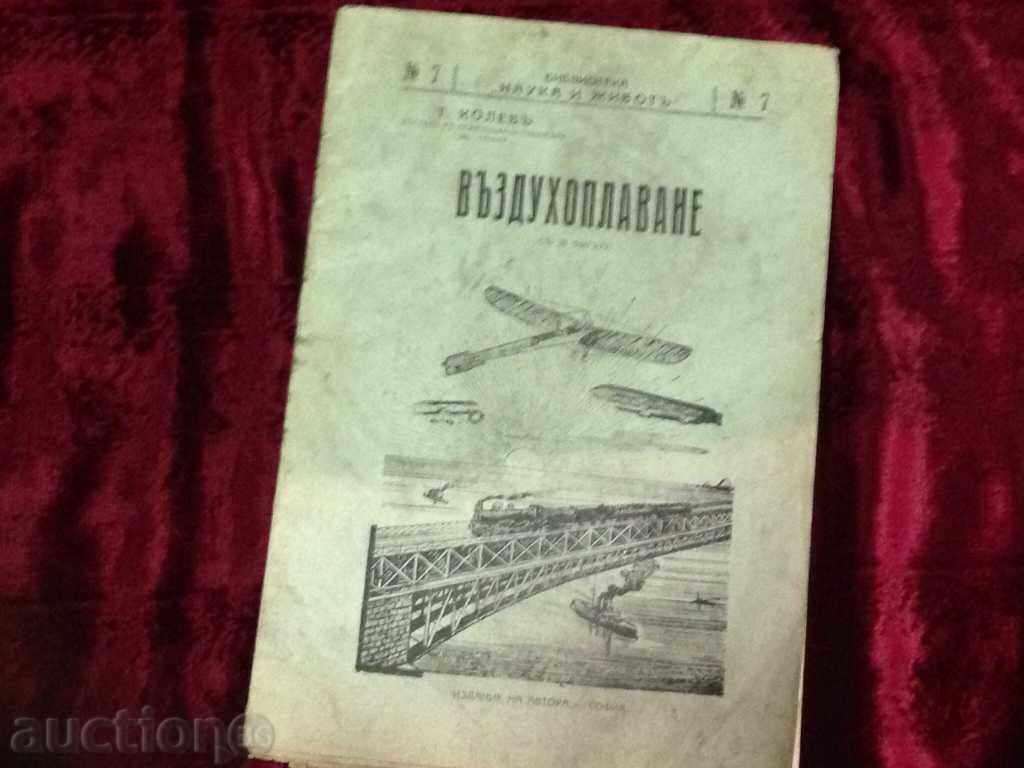 № 7
БИБЛИОТЕКА
„НАУКА И ЖИВОТЪ“
№ 7
Т. КОЛЕВЪ
ВЪЗДУХОПЛАВАНЕ
ИЗДАНИЕ НА АВТОРА - СОФИЯ
auction